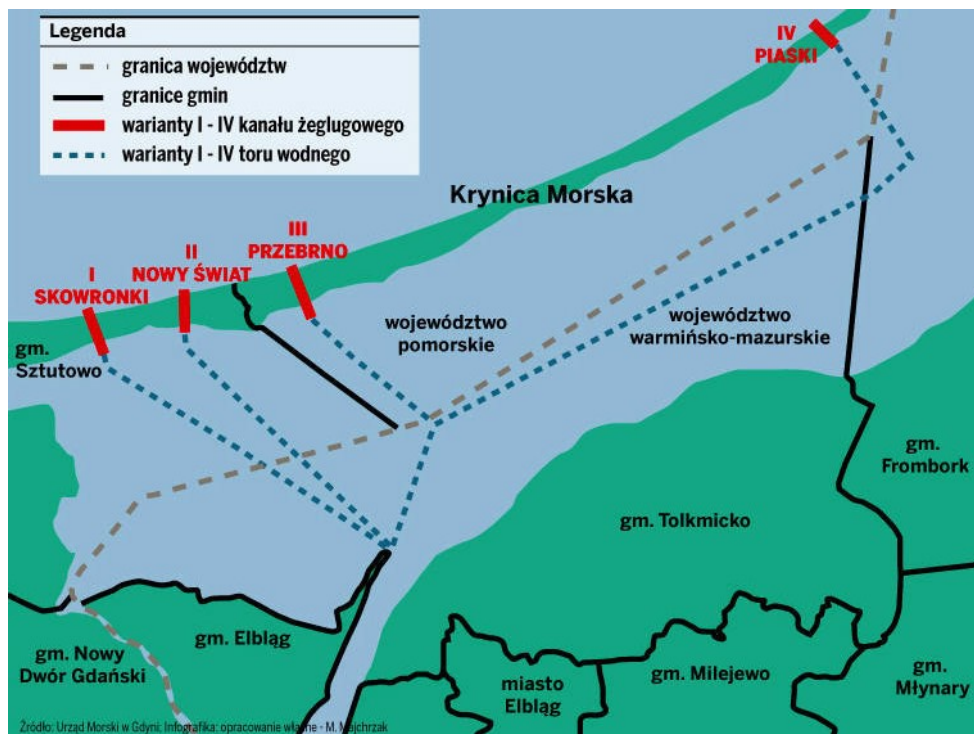 Legenda
granica województw
granice gmin
warianty I - IV kanału żeglugowego
warianty I - IV toru wodnego
IV
PIASKI
Krynica Morska
III
PRZEBRNO
II
NOWY ŚWIAT
I
SKOWRONKI
województwo
pomorskie
województwo
warmińsko-mazurskie
gm.
Sztutowo
gm.
Frombork
gm. Tolkmicko
gm. Elbląg
gm. Nowy
Dwór Gdański
miasto
Elbląg
gm. Milejewo
gm.
Młynary
Źródło: Urząd Morski w Gdyni; Infografika: opracowanie własne - M. Majchrzak